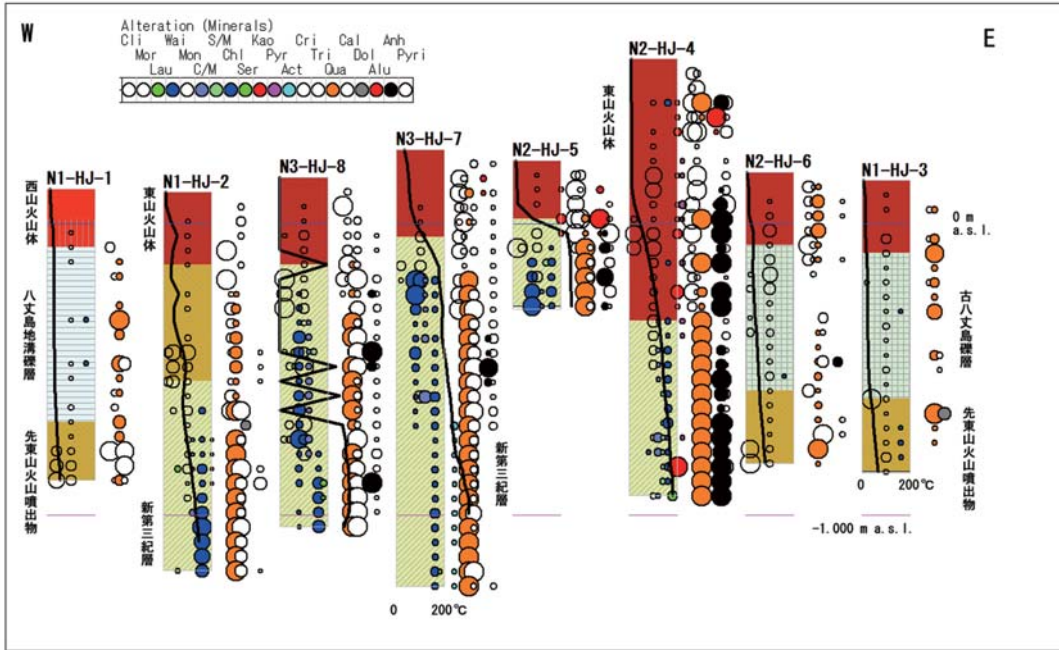 W
E
Alteration (Minerals)
Cli Wai S/M Kao Cri Cal Anh
Mor Mon Chl Pyr Tri Dol Pyri
Lau C/M Ser Act Qua Alu
N2-HJ-4
N3-HJ-7
N2-HJ-5
N1-HJ-1
N1-HJ-2
N3-HJ-8
N2-HJ-6
N1-HJ-3
西山火山体
八丈島地溝礫層
先東山火山噴出物
東山火山体
新第三紀層
新第三紀層
東山火山体
0 m
a.s.l.
古八丈島礫層
先東山火山噴出物
0 200℃
-1.000 m a.s.l.
0 200℃